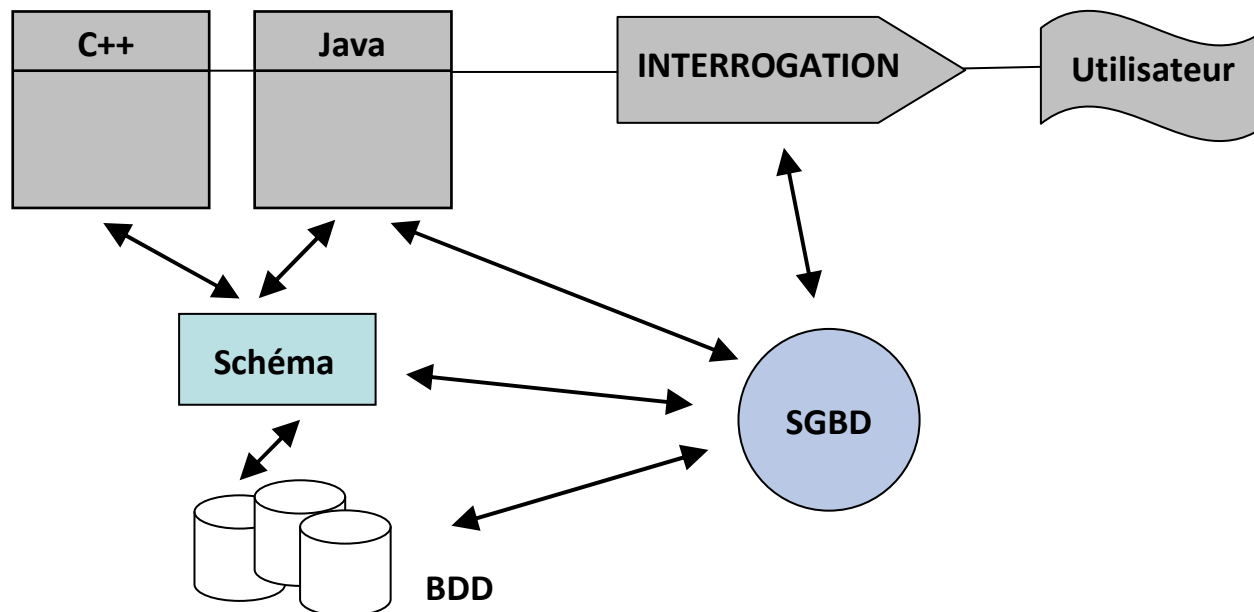 C++
Java
INTERROGATION
Utilisateur
Schéma
SGBD
BDD